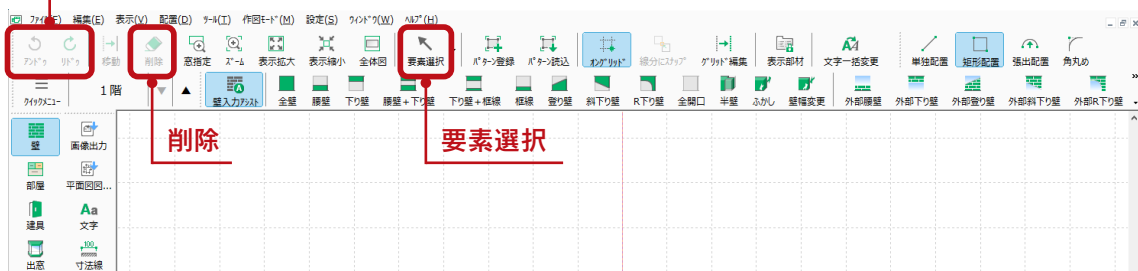 ファイル(F) 編集(E) 表示(V) 配置(D) ツール(T) 作図モード(M) 設定(S) ウィンドウ(W) ヘルプ(H)
アンドゥ リドゥ 移動 削除 窓指定 ズーム 表示拡大 表示縮小 全体図 要素選択 パターン登録 パターン読込 オングリッド 線分にスナップ グリッド編集 表示部材 文字一括変更 単独配置 矩形配置 張出配置 角丸め
クイックメニュー 1 階 壁入力アシスト 全壁 腰壁 下り壁 腰壁+下り壁 下り壁+框線 框線 登り壁 斜下り壁 R下り壁 全開口 半壁 ふかし 壁幅変更 外部腰壁 外部下り壁 外部登り壁 外部斜下り壁 外部R下り壁
壁 画像出力
削除 要素選択
部屋 平面図図...
建具 文字
出窓 寸法線